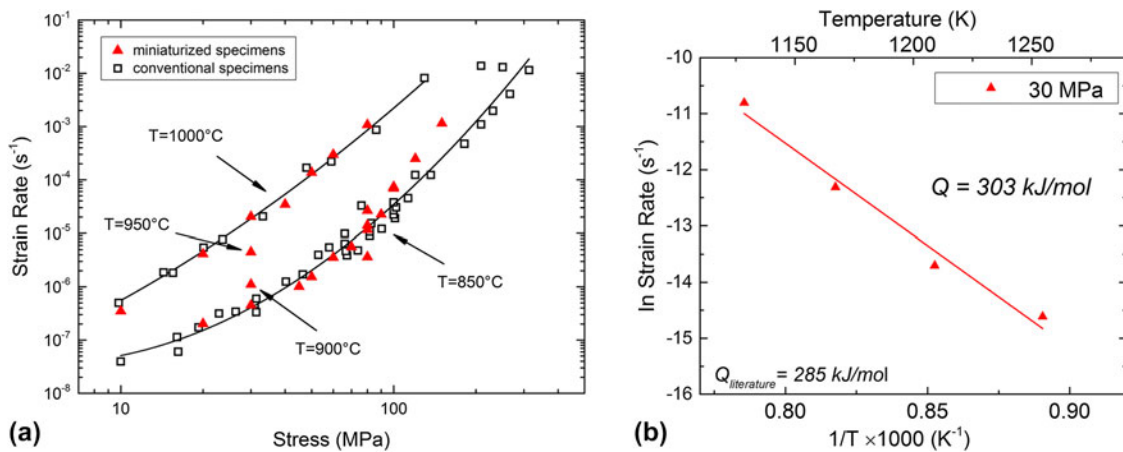 miniaturized specimens
conventional specimens
T=1000°C
T=950°C
T=900°C
T=850°C
Strain Rate (s⁻¹)
10⁻¹
10⁻²
10⁻³
10⁻⁴
10⁻⁵
10⁻⁶
10⁻⁷
10⁻⁸
10 100
Stress (MPa)
(a)
Temperature (K)
1150 1200 1250
30 MPa
Q = 303 kJ/mol
Q_literature = 285 kJ/mol
ln Strain Rate (s⁻¹)
-10
-11
-12
-13
-14
-15
-16
0.80 0.85 0.90
1/T ×1000 (K⁻¹)
(b)